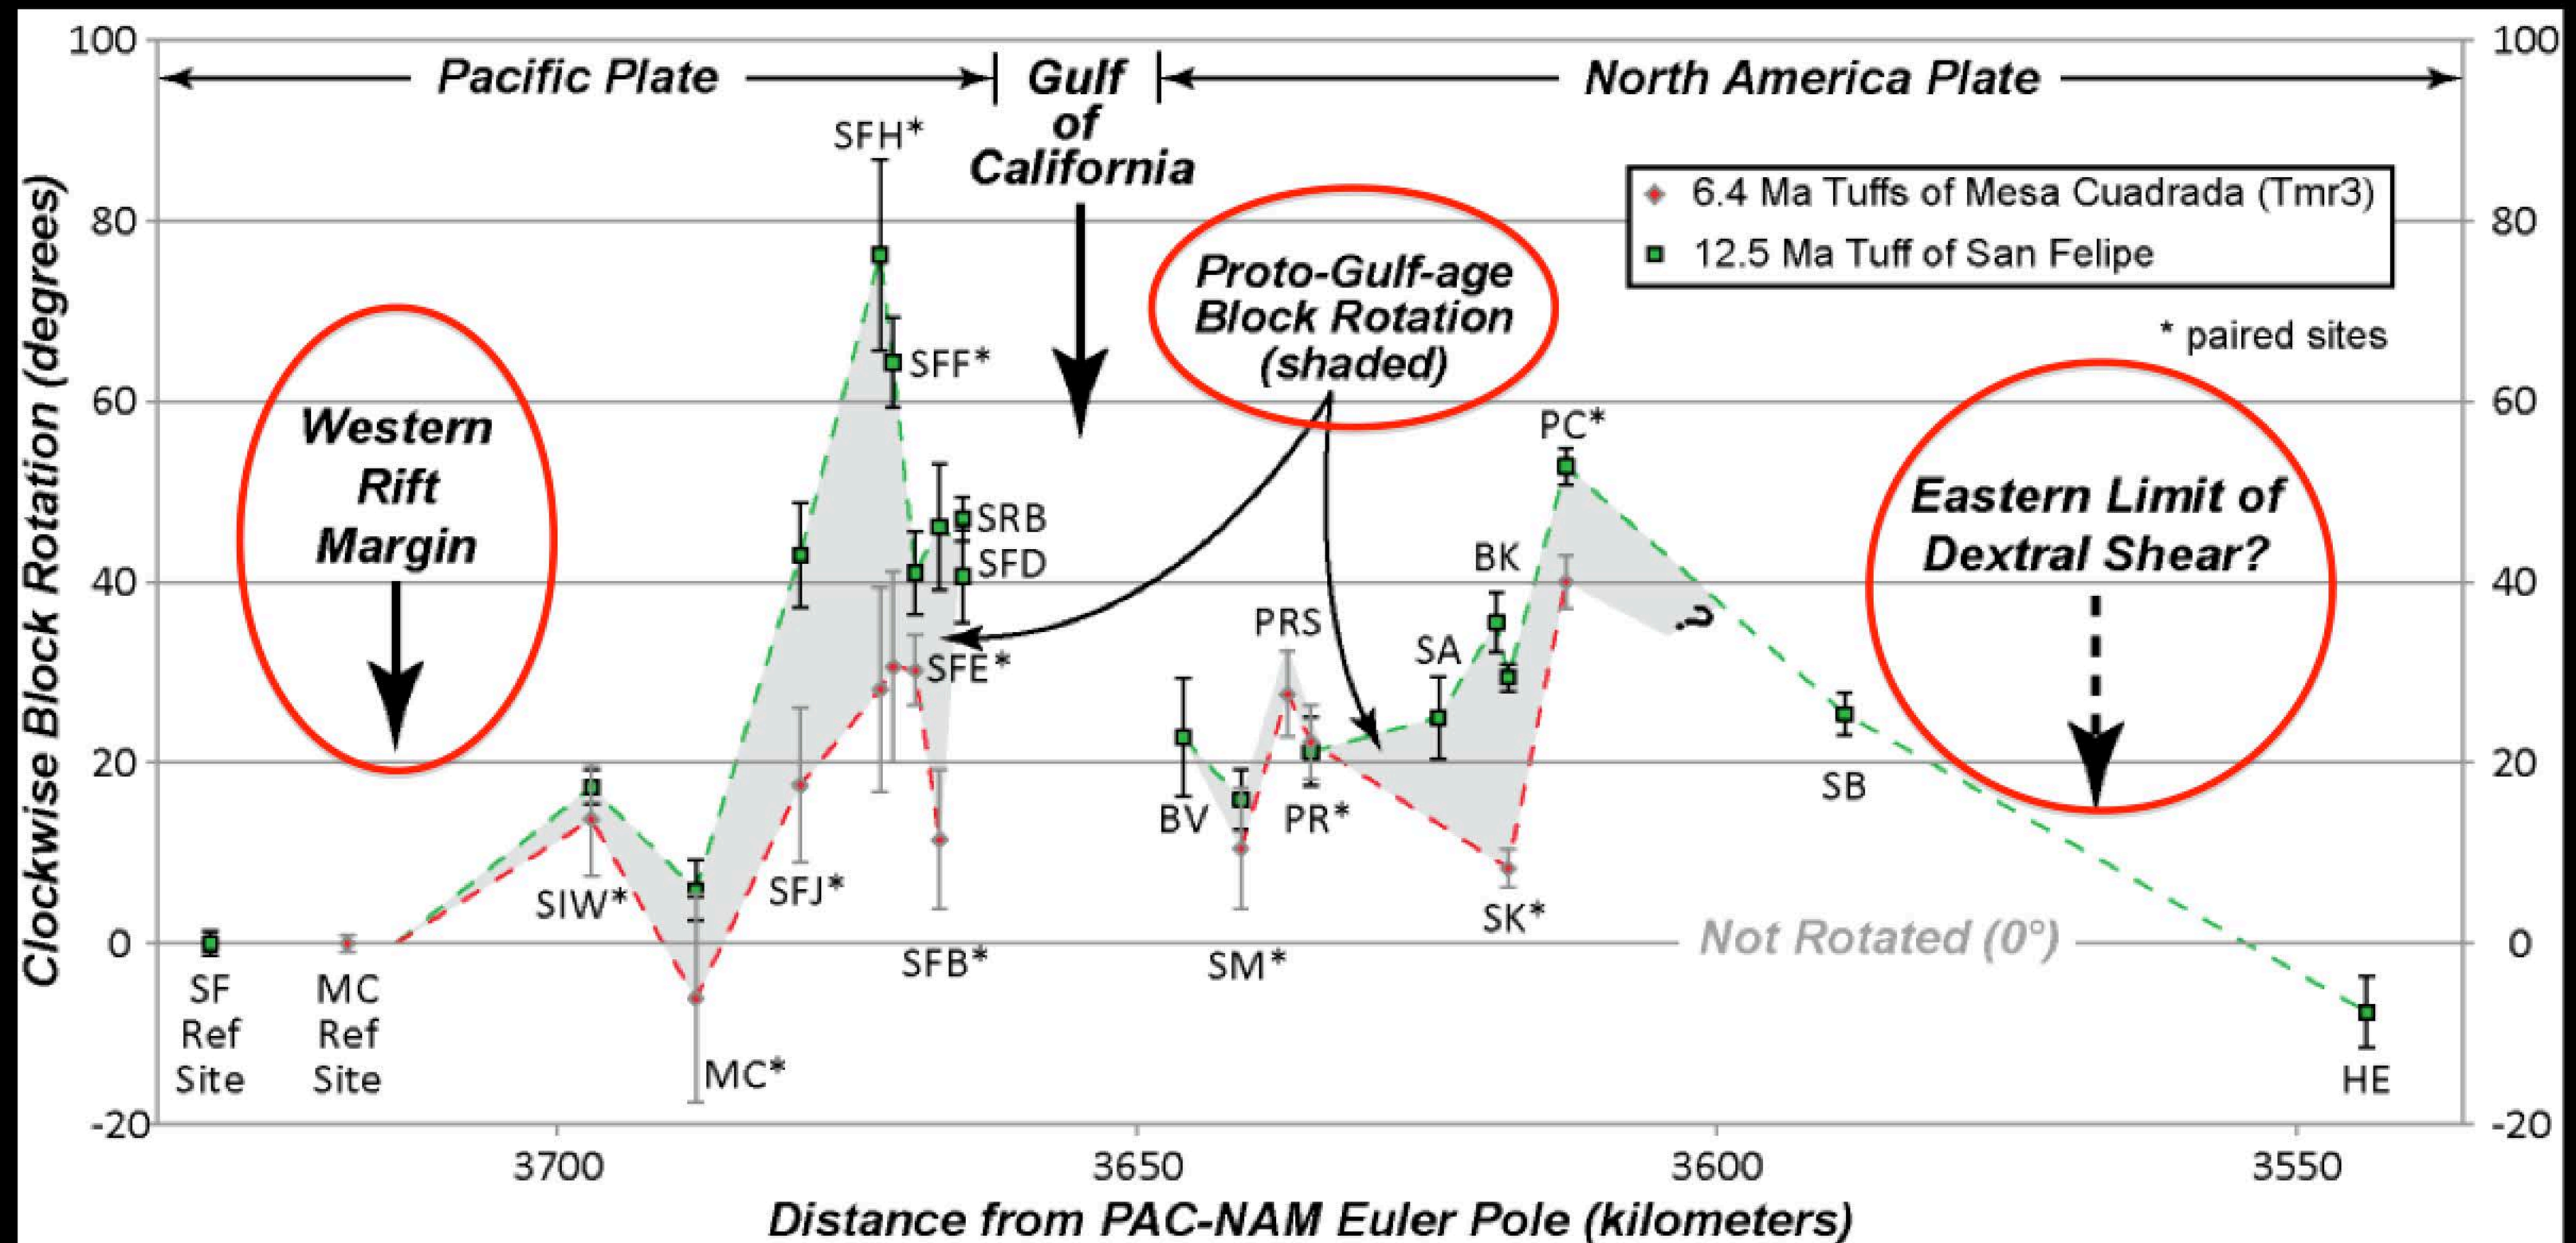 100
80
60
40
20
0
-20
100
80
60
40
20
0
-20
Clockwise Block Rotation (degrees)
Pacific Plate
Gulf
of
California
North America Plate
6.4 Ma Tuffs of Mesa Cuadrada (Tmr3)
12.5 Ma Tuff of San Felipe
* paired sites
Western
Rift
Margin
Proto-Gulf-age
Block Rotation
(shaded)
Eastern Limit of
Dextral Shear?
SFH*
SFF*
SRB
SFD
SFE*
SIW*
SFJ*
SFB*
MC*
SF
Ref
Site
MC
Ref
Site
PRS
BV
PR*
SM*
SA
BK
PC*
SK*
?
SB
HE
Not Rotated (0°)
3700
3650
3600
3550
Distance from PAC-NAM Euler Pole (kilometers)